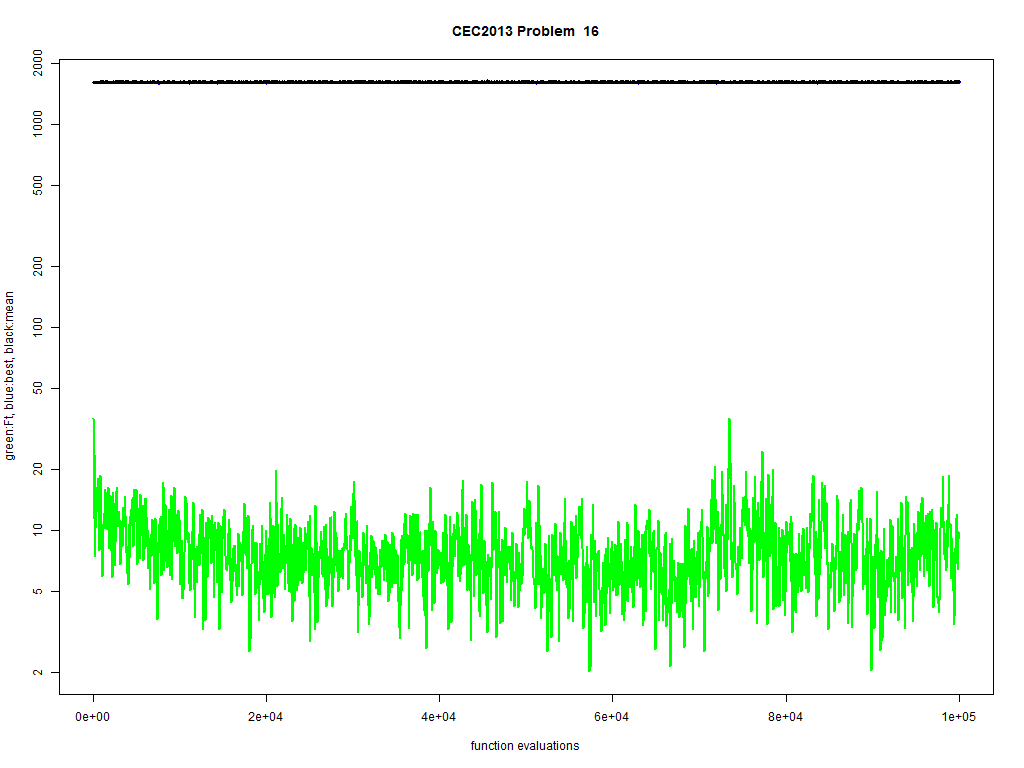 CEC2013 Problem  16
green:Ft, blue:best, black:mean
2000
1000
500
200
100
50
20
10
5
2
0e+00
2e+04
4e+04
6e+04
8e+04
1e+05
function evaluations